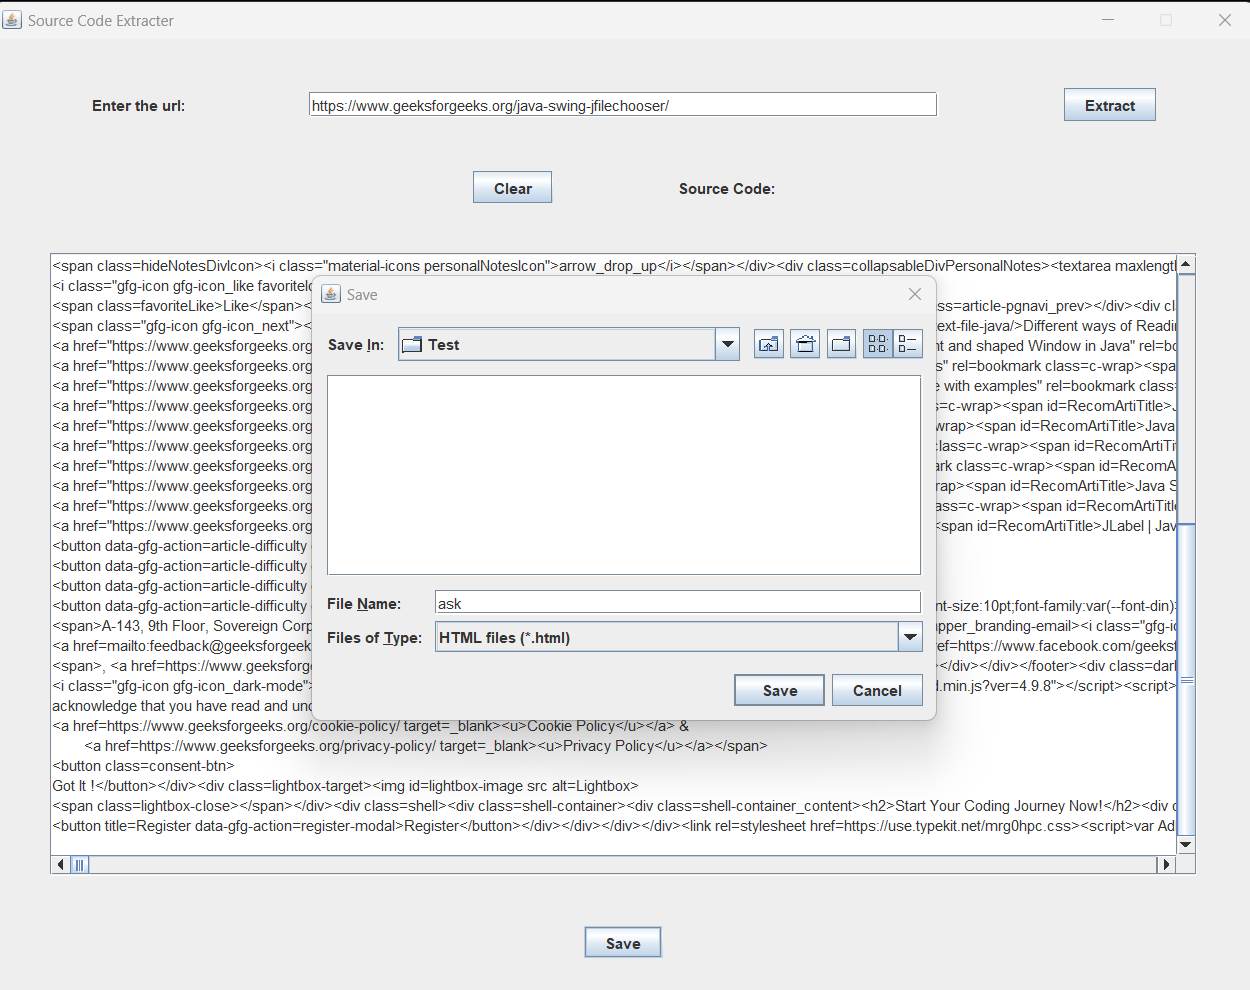 Source Code Extracter
Enter the url:
https://www.geeksforgeeks.org/java-swing-jfilechooser/
Extract
Clear
Source Code:
<span class=hideNotesDivIcon><i class="material-icons personalNotesIcon">arrow_drop_up</i></span></div><div class=collapsableDivPersonalNotes><textarea maxlength
<i class="gfg-icon gfg-icon_like favoriteIc
<span class=favoriteLike>Like</span>< ss=article-pgnavi_prev></div><div cl
<span class="gfg-icon gfg-icon_next">< ext-file-java/>Different ways of Readi
<a href="https://www.geeksforgeeks.org nt and shaped Window in Java" rel=bo
<a href="https://www.geeksforgeeks.org s" rel=bookmark class=c-wrap><spa
<a href="https://www.geeksforgeeks.org e with examples" rel=bookmark class=
<a href="https://www.geeksforgeeks.org s=c-wrap><span id=RecomArtiTitle>J
<a href="https://www.geeksforgeeks.org wrap><span id=RecomArtiTitle>Java
<a href="https://www.geeksforgeeks.org class=c-wrap><span id=RecomArtiTi
<a href="https://www.geeksforgeeks.org ark class=c-wrap><span id=RecomA
<a href="https://www.geeksforgeeks.org rap><span id=RecomArtiTitle>Java S
<a href="https://www.geeksforgeeks.org ass=c-wrap><span id=RecomArtiTitle
<a href="https://www.geeksforgeeks.org <span id=RecomArtiTitle>JLabel | Jav
<button data-gfg-action=article-difficulty
<button data-gfg-action=article-difficulty
<button data-gfg-action=article-difficulty
<button data-gfg-action=article-difficulty nt-size:10pt;font-family:var(--font-din)>
<span>A-143, 9th Floor, Sovereign Corp pper_branding-email><i class="gfg-ic
<a href=mailto:feedback@geeksforgeek ef=https://www.facebook.com/geeksf
<span>, <a href=https://www.geeksforge ></div></div></footer><div class=dark
<i class="gfg-icon gfg-icon_dark-mode"> d.min.js?ver=4.9.8"></script><script>
acknowledge that you have read and und
<a href=https://www.geeksforgeeks.org/cookie-policy/ target=_blank><u>Cookie Policy</u></a> &
<a href=https://www.geeksforgeeks.org/privacy-policy/ target=_blank><u>Privacy Policy</u></a></span>
<button class=consent-btn>
Got It !</button></div><div class=lightbox-target><img id=lightbox-image src alt=Lightbox>
<span class=lightbox-close></span></div><div class=shell><div class=shell-container><div class=shell-container_content><h2>Start Your Coding Journey Now!</h2><div c
<button title=Register data-gfg-action=register-modal>Register</button></div></div></div></div><link rel=stylesheet href=https://use.typekit.net/mrg0hpc.css><script>var Ad
Save
Save In:
Test
File Name:
ask
Files of Type:
HTML files (*.html)
Save
Cancel
Save